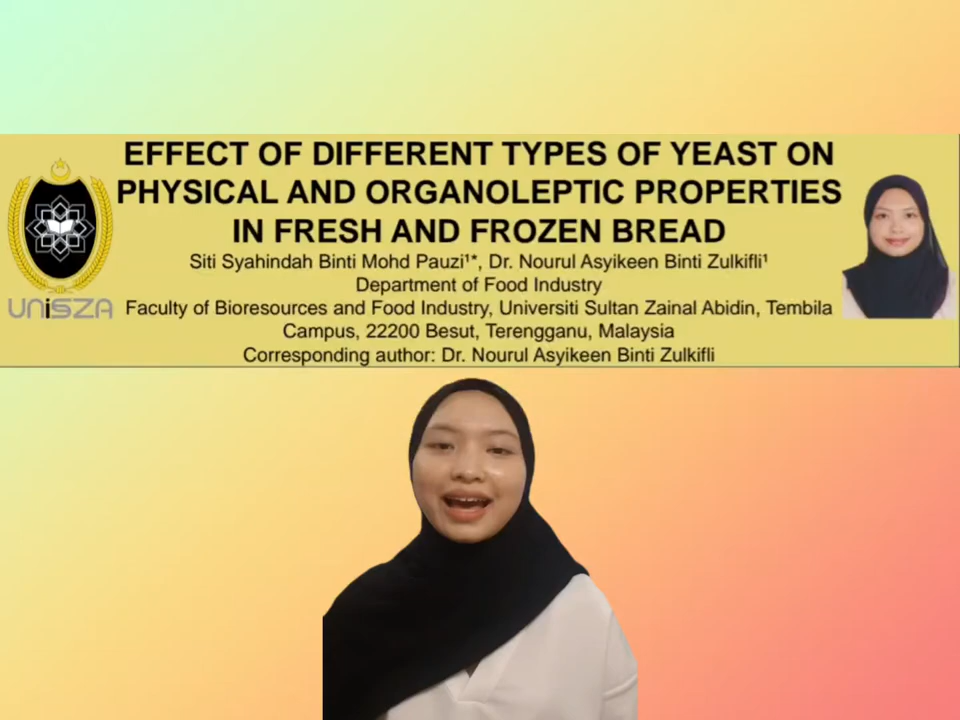 EFFECT OF DIFFERENT TYPES OF YEAST ON
PHYSICAL AND ORGANOLEPTIC PROPERTIES
IN FRESH AND FROZEN BREAD
Siti Syahindah Binti Mohd Pauzi¹*, Dr. Nourul Asyikeen Binti Zulkifli¹
Department of Food Industry
Faculty of Bioresources and Food Industry, Universiti Sultan Zainal Abidin, Tembila
Campus, 22200 Besut, Terengganu, Malaysia
Corresponding author: Dr. Nourul Asyikeen Binti Zulkifli
UNiSZA